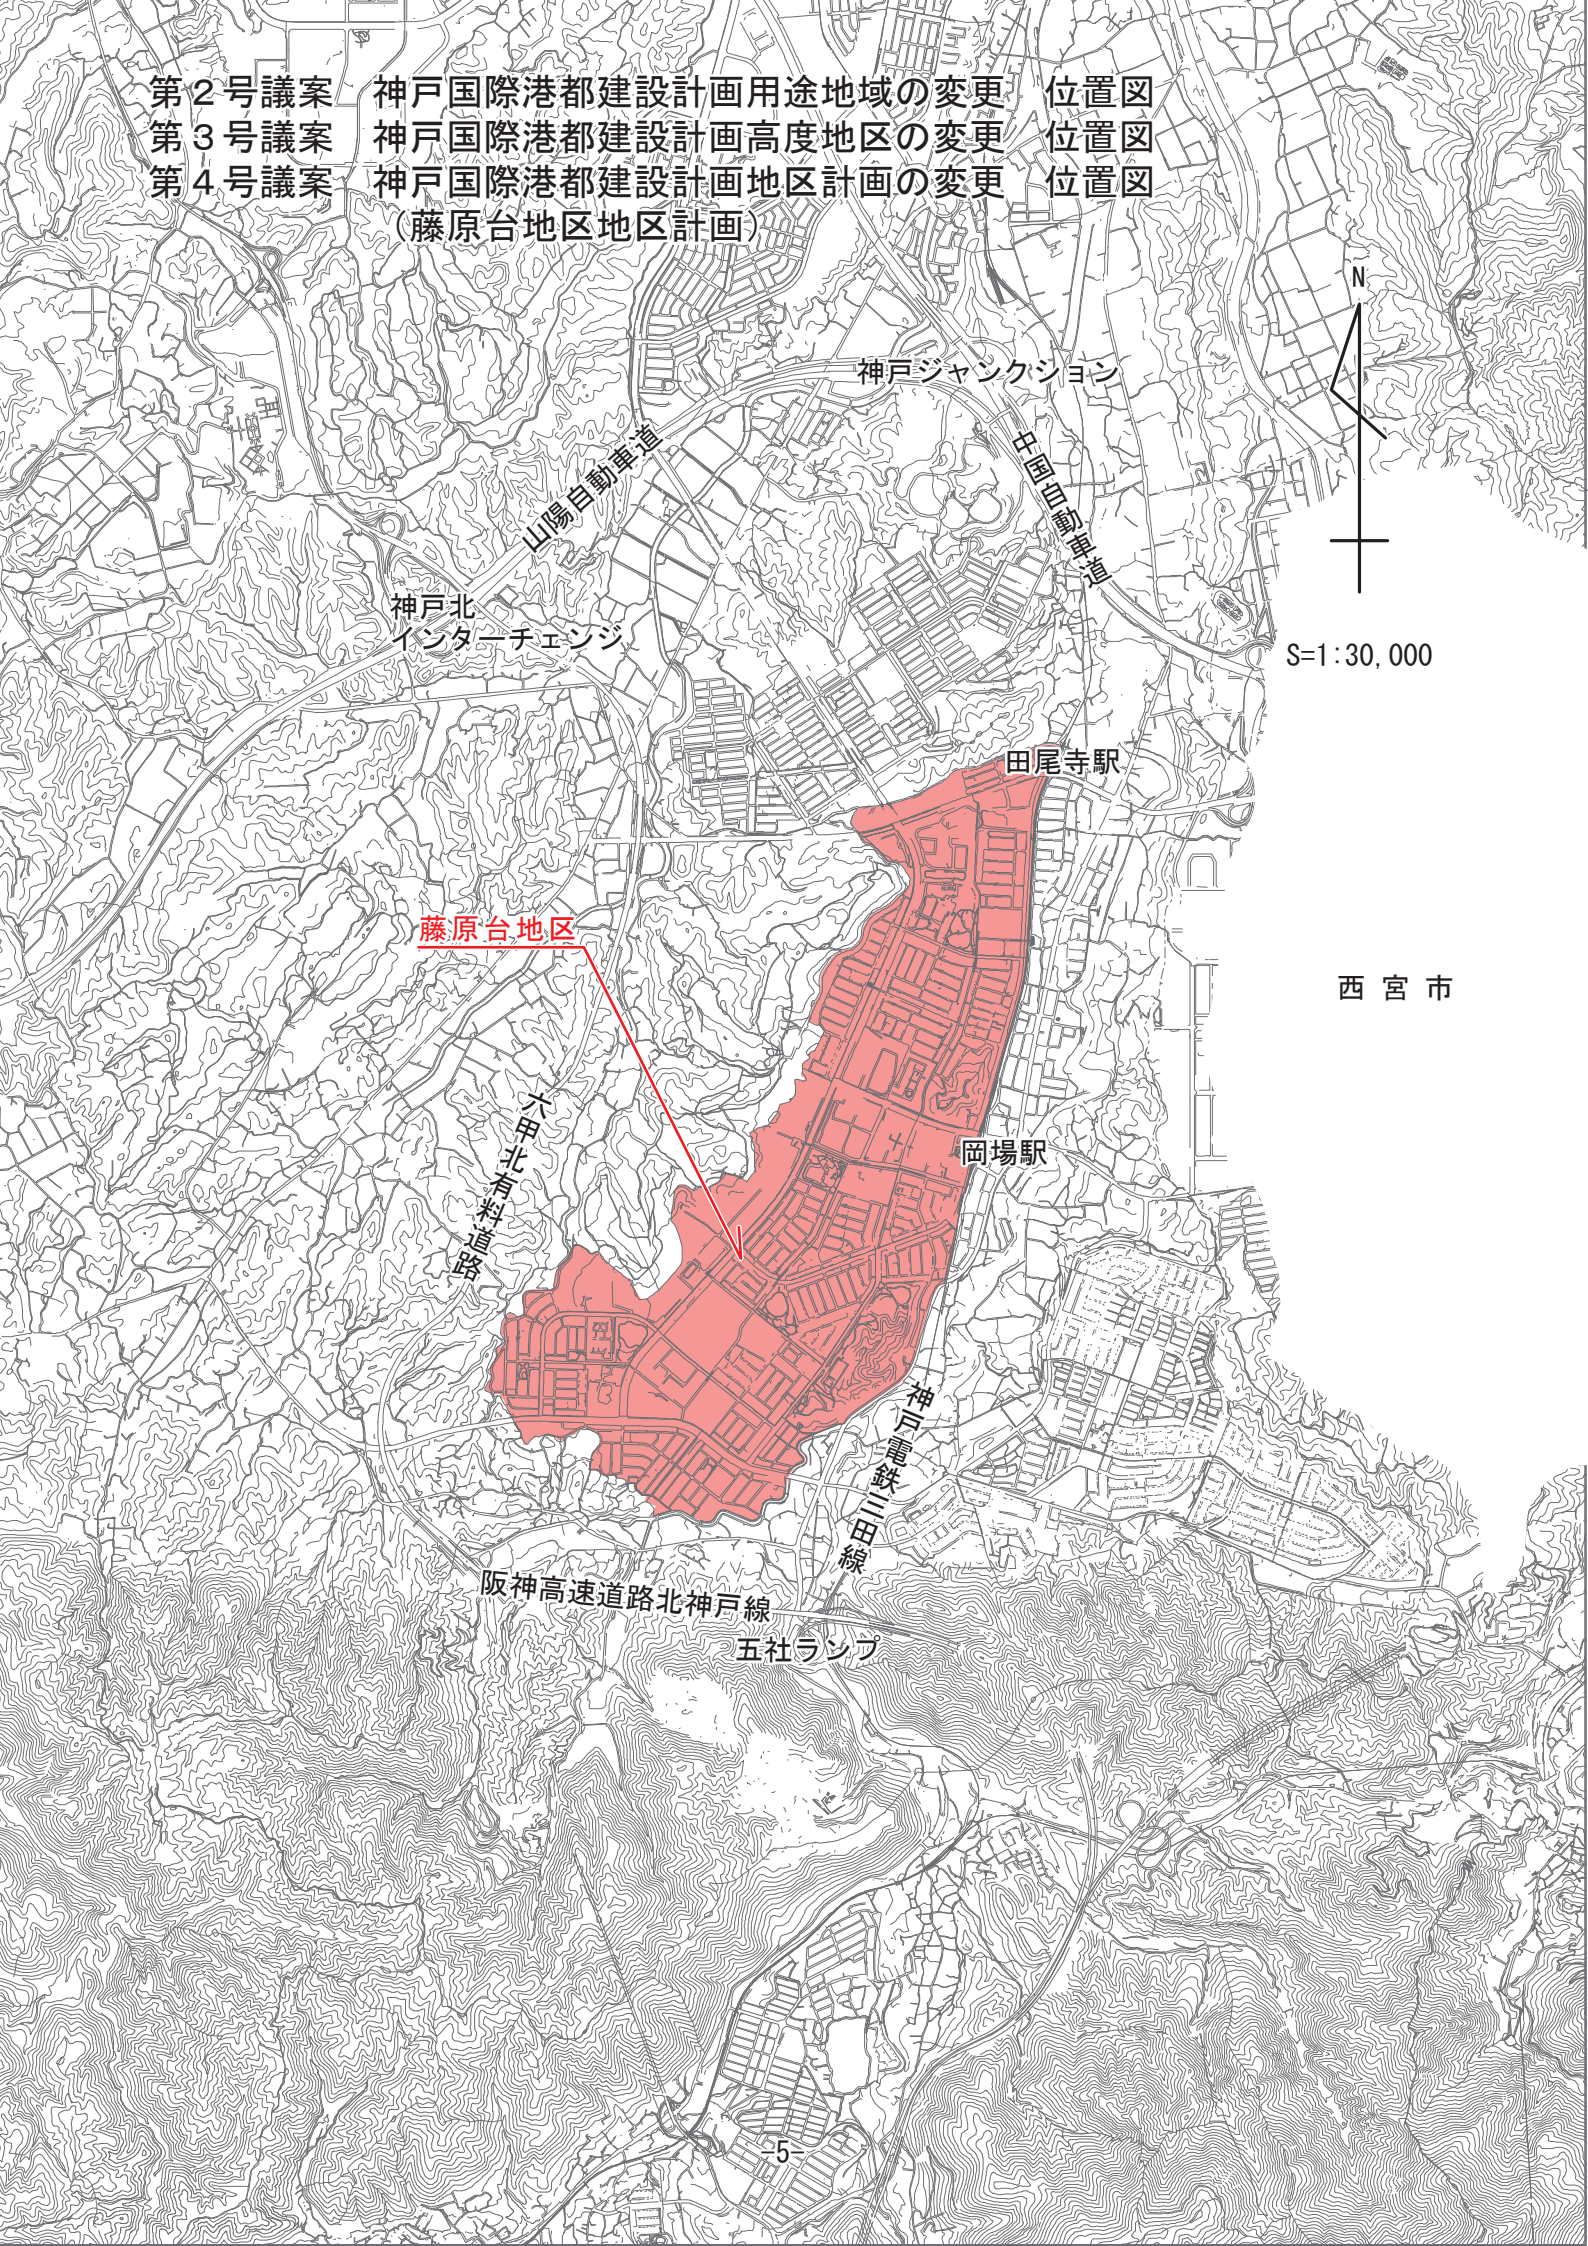 第２号議案　神戸国際港都建設計画用途地域の変更　位置図
第３号議案　神戸国際港都建設計画高度地区の変更　位置図
第４号議案　神戸国際港都建設計画地区計画の変更　位置図
（藤原台地区地区計画）
N
神戸ジャンクション
中国自動車道
山陽自動車道
神戸北
インターチェンジ
S=1:30,000
田尾寺駅
藤原台地区
西宮市
六甲北有料道路
岡場駅
神戸電鉄三田線
阪神高速道路北神戸線
五社ランプ
-5-